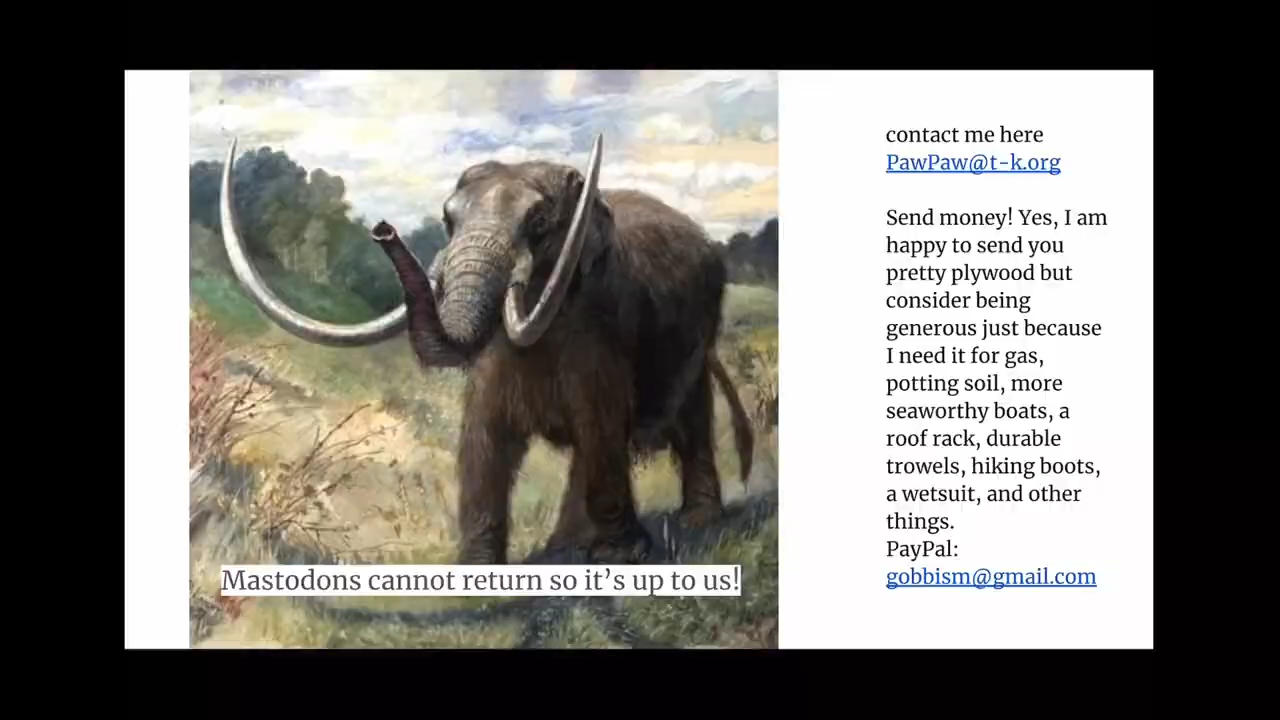 contact me here
PawPaw@t-k.org
Send money! Yes, I am
happy to send you
pretty plywood but
consider being
generous just because
I need it for gas,
potting soil, more
seaworthy boats, a
roof rack, durable
trowels, hiking boots,
a wetsuit, and other
things.
PayPal:
gobbism@gmail.com
Mastodons cannot return so it’s up to us!